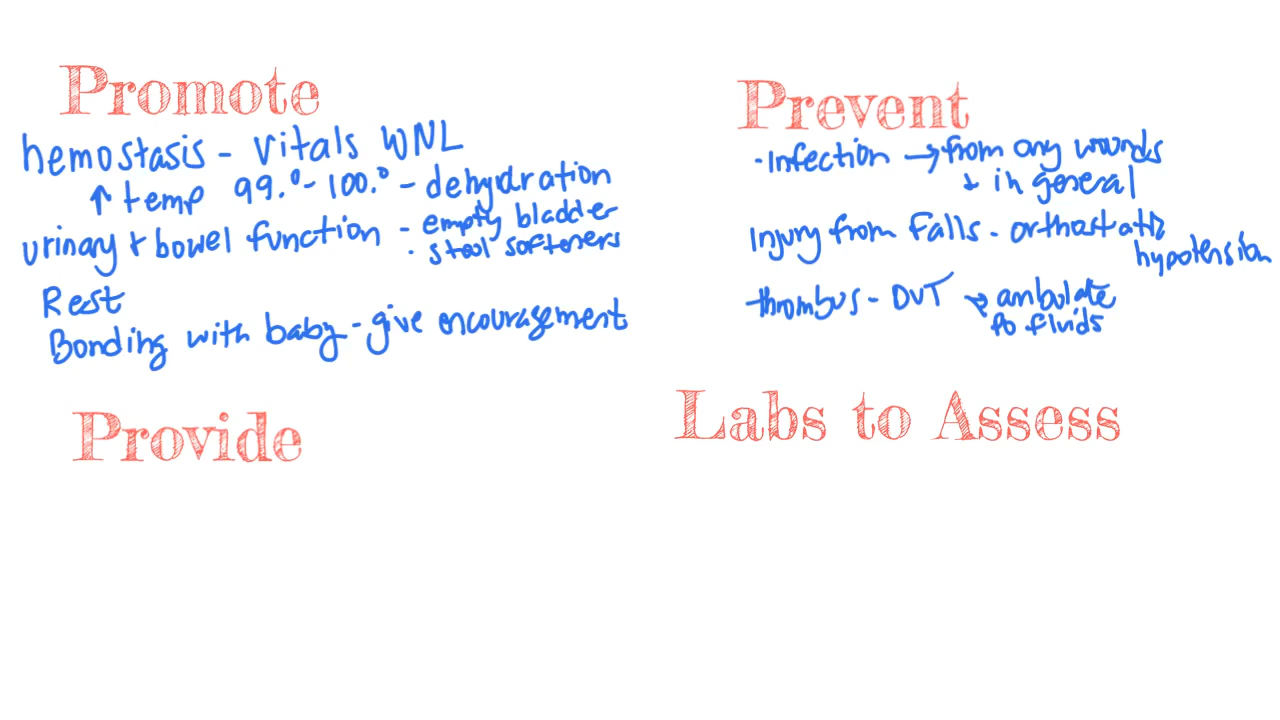 Promote
hemostasis - vitals WNL
↑ temp 99.° - 100.° - dehydration
urinary + bowel function - empty bladder
· stool softeners
Rest
Bonding with baby - give encouragement
Prevent
· Infection → from any wounds
↓ in general
Injury from Falls - orthostatic
hypotension
thrombus - DVT → ambulate
Po fluids
Provide
Labs to Assess